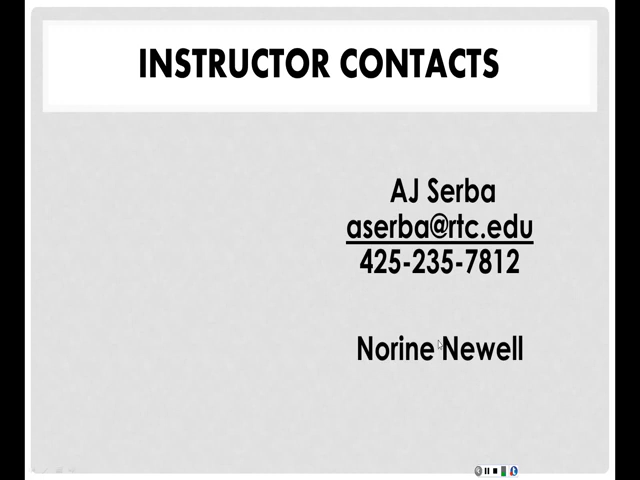 INSTRUCTOR CONTACTS
AJ Serba
aserba@rtc.edu
425-235-7812
Norine Newell